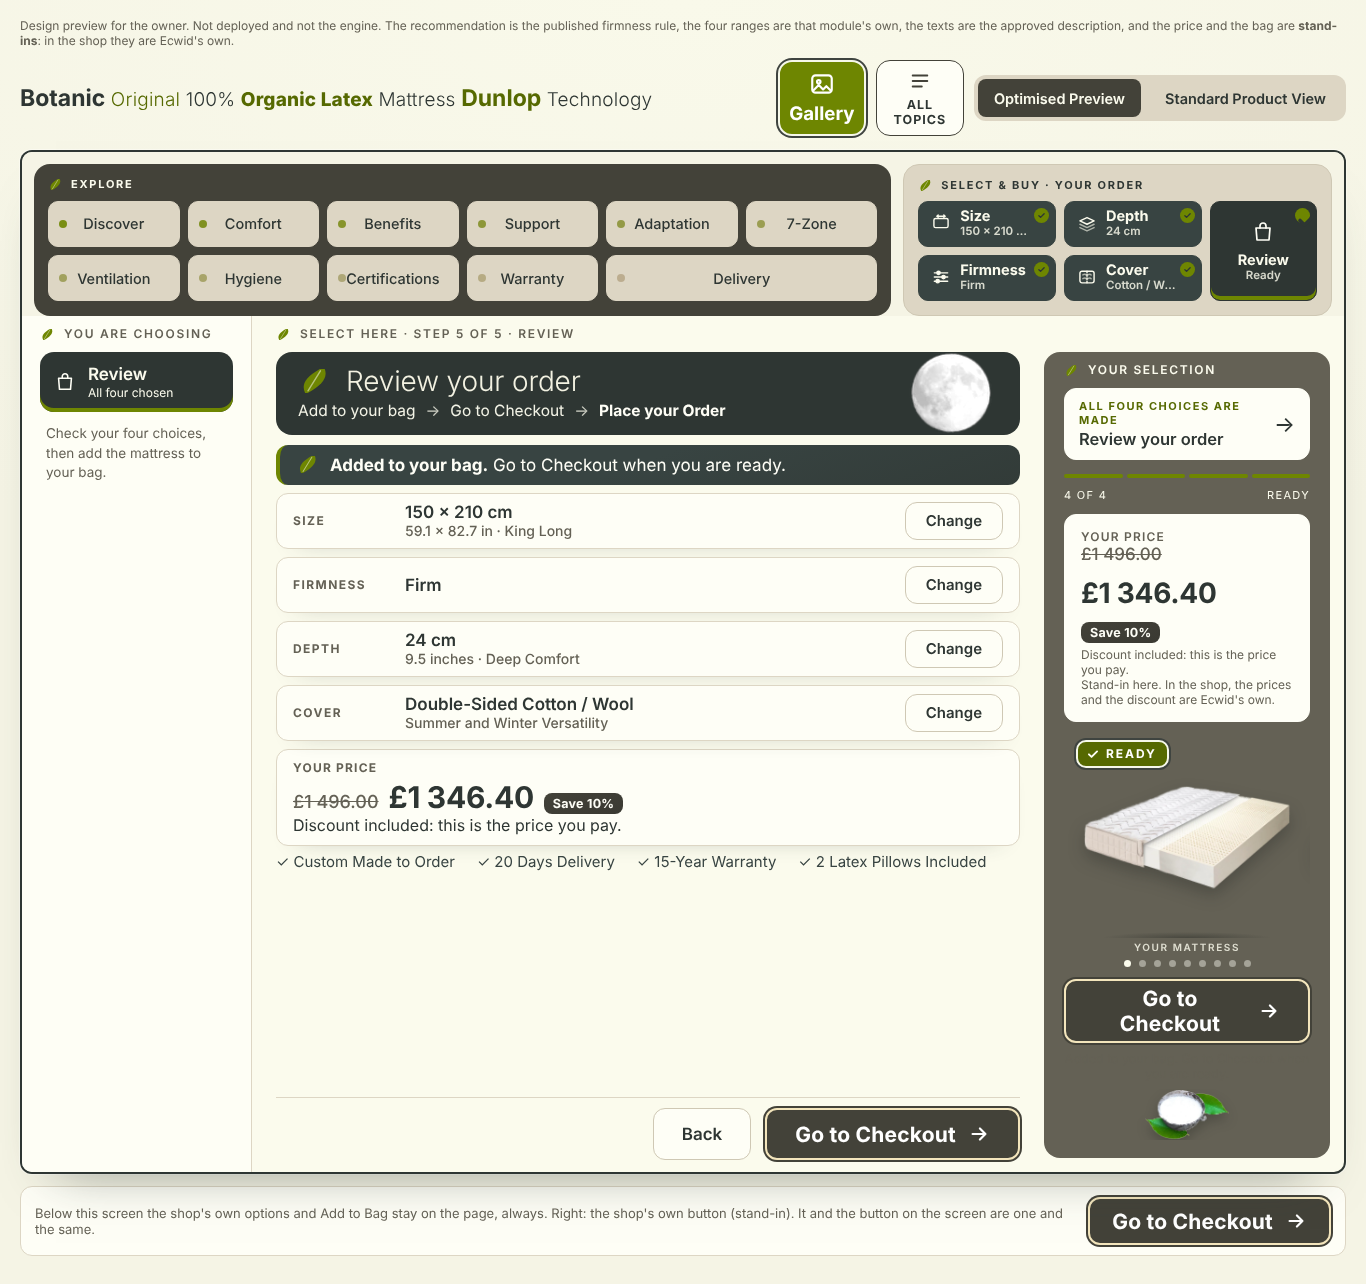 Design preview for the owner. Not deployed and not the engine. The recommendation is the published firmness rule, the four ranges are that module's own, the texts are the approved description, and the price and the bag are stand-
ins: in the shop they are Ecwid's own.
Botanic Original 100% Organic Latex Mattress Dunlop Technology
Gallery
ALL
TOPICS
Optimised Preview
Standard Product View
EXPLORE
Discover
Comfort
Benefits
Support
Adaptation
7-Zone
Ventilation
Hygiene
Certifications
Warranty
Delivery
SELECT & BUY · YOUR ORDER
Size
150 × 210 ...
Depth
24 cm
Firmness
Firm
Cover
Cotton / W...
Review
Ready
YOU ARE CHOOSING
Review
All four chosen
Check your four choices,
then add the mattress to
your bag.
SELECT HERE · STEP 5 OF 5 · REVIEW
Review your order
Add to your bag → Go to Checkout → Place your Order
Added to your bag. Go to Checkout when you are ready.
SIZE
150 × 210 cm
59.1 × 82.7 in · King Long
Change
FIRMNESS
Firm
Change
DEPTH
24 cm
9.5 inches · Deep Comfort
Change
COVER
Double-Sided Cotton / Wool
Summer and Winter Versatility
Change
YOUR PRICE
£1 496.00 £1 346.40 Save 10%
Discount included: this is the price you pay.
✓ Custom Made to Order ✓ 20 Days Delivery ✓ 15-Year Warranty ✓ 2 Latex Pillows Included
Back
Go to Checkout →
YOUR SELECTION
ALL FOUR CHOICES ARE
MADE
Review your order →
4 OF 4
READY
YOUR PRICE
£1 496.00
£1 346.40
Save 10%
Discount included: this is the price
you pay.
Stand-in here. In the shop, the prices
and the discount are Ecwid's own.
✓ READY
YOUR MATTRESS
Go to
Checkout →
Below this screen the shop's own options and Add to Bag stay on the page, always. Right: the shop's own button (stand-in). It and the button on the screen are one and
the same.
Go to Checkout →